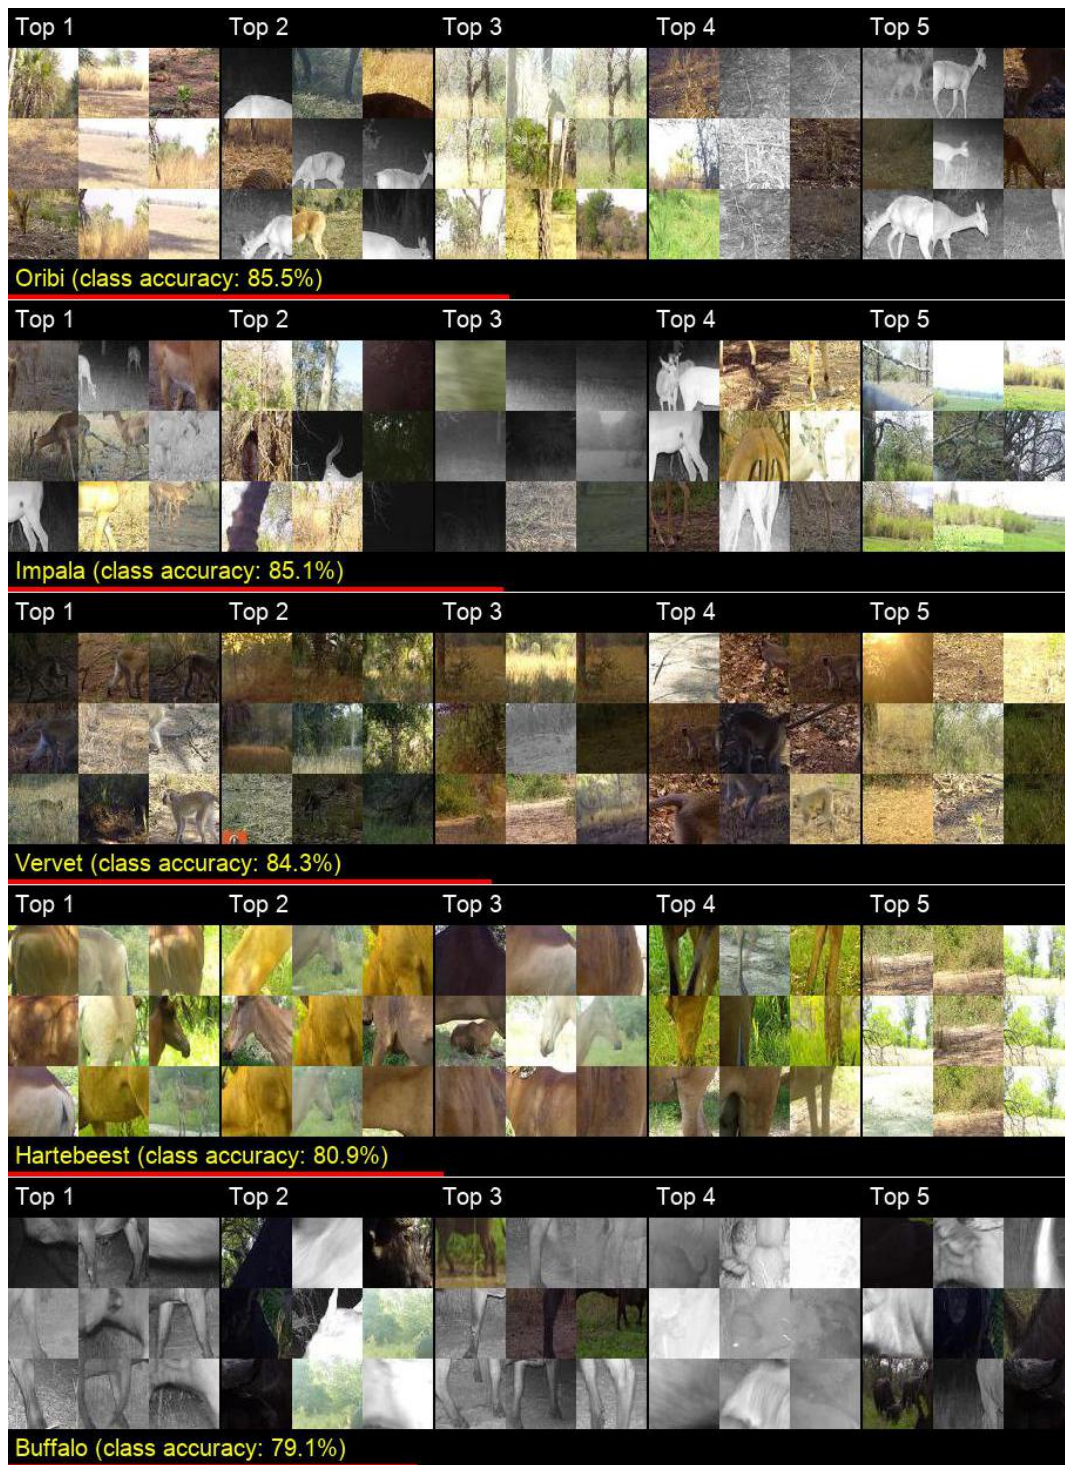 Top 1 Top 2 Top 3 Top 4 Top 5
Oribi (class accuracy: 85.5%)
Top 1 Top 2 Top 3 Top 4 Top 5
Impala (class accuracy: 85.1%)
Top 1 Top 2 Top 3 Top 4 Top 5
Vervet (class accuracy: 84.3%)
Top 1 Top 2 Top 3 Top 4 Top 5
Hartebeest (class accuracy: 80.9%)
Top 1 Top 2 Top 3 Top 4 Top 5
Buffalo (class accuracy: 79.1%)